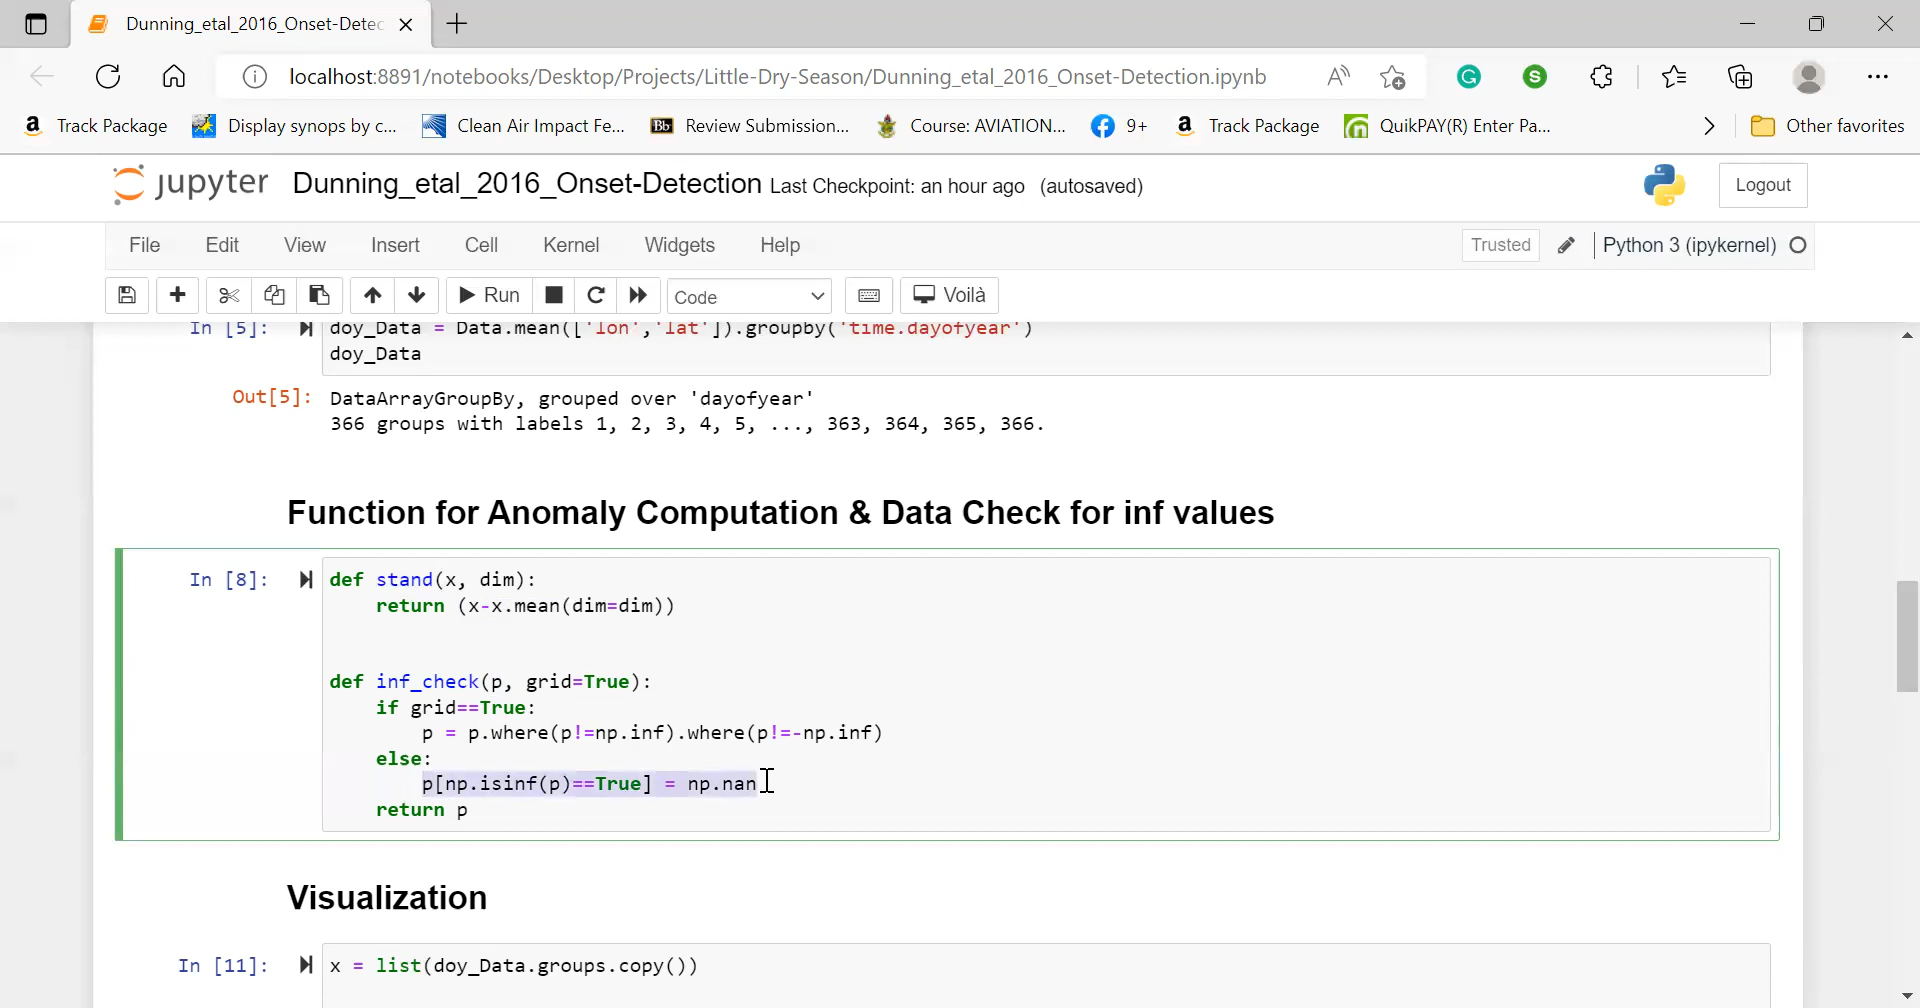 Dunning_etal_2016_Onset-Detec
localhost:8891/notebooks/Desktop/Projects/Little-Dry-Season/Dunning_etal_2016_Onset-Detection.ipynb
Track Package
Display synops by c...
Clean Air Impact Fe...
Bb Review Submission...
Course: AVIATION...
9+
Track Package
QuikPAY(R) Enter Pa...
Other favorites
jupyter Dunning_etal_2016_Onset-Detection Last Checkpoint: an hour ago (autosaved)
Logout
File Edit View Insert Cell Kernel Widgets Help
Trusted
Python 3 (ipykernel)
Run
Code
Voilà
In [5]: doy_Data = Data.mean(['lon','lat']).groupby('time.dayofyear')
doy_Data
Out[5]: DataArrayGroupBy, grouped over 'dayofyear'
366 groups with labels 1, 2, 3, 4, 5, ..., 363, 364, 365, 366.
Function for Anomaly Computation & Data Check for inf values
In [8]: def stand(x, dim):
return (x-x.mean(dim=dim))
def inf_check(p, grid=True):
if grid==True:
p = p.where(p!=np.inf).where(p!=-np.inf)
else:
p[np.isinf(p)==True] = np.nan
return p
Visualization
In [11]: x = list(doy_Data.groups.copy())